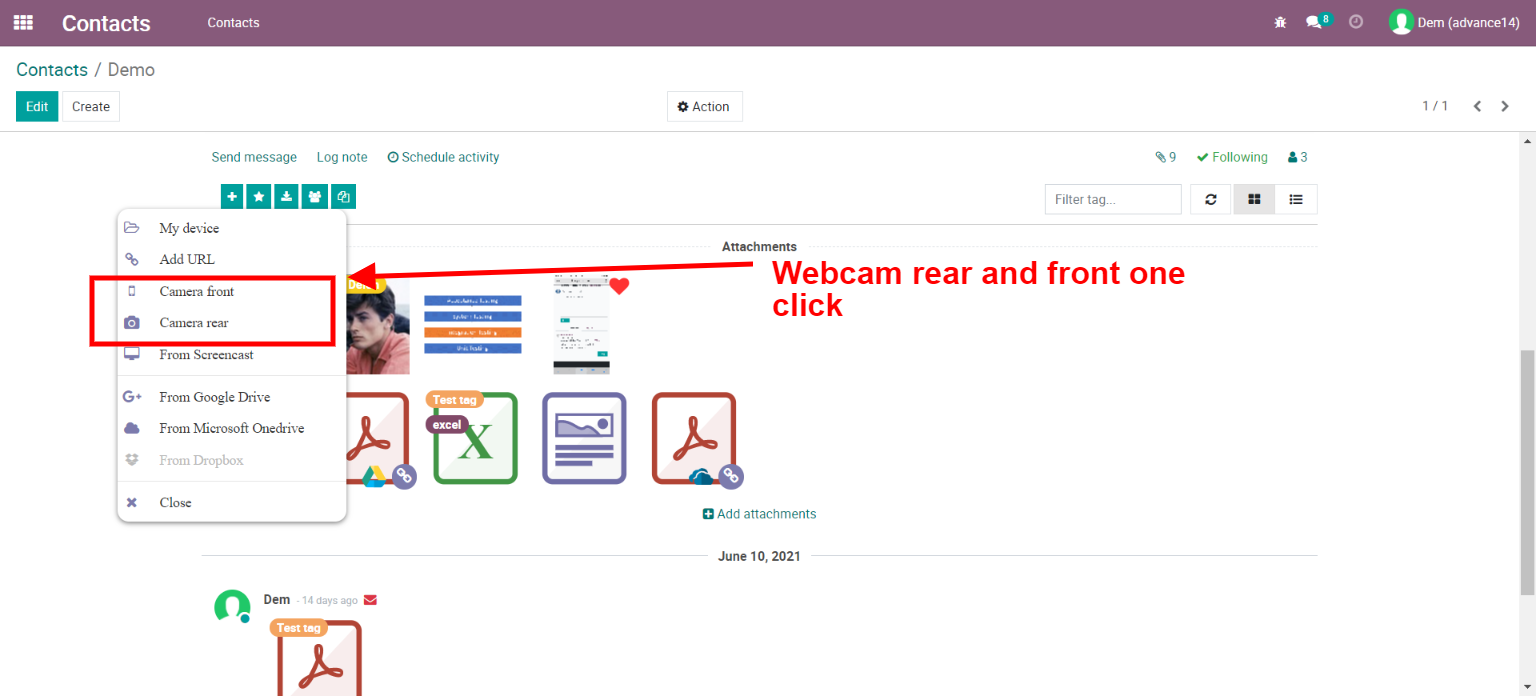 Contacts
Contacts
8
Dem (advance14)
Contacts / Demo
Edit
Create
Action
1 / 1
Send message
Log note
Schedule activity
9
Following
3
Filter tag...
My device
Add URL
Camera front
Camera rear
From Screencast
From Google Drive
From Microsoft Onedrive
From Dropbox
Close
Attachments
Webcam rear and front one
click
Test tag
excel
Add attachments
June 10, 2021
Dem - 14 days ago
Test tag